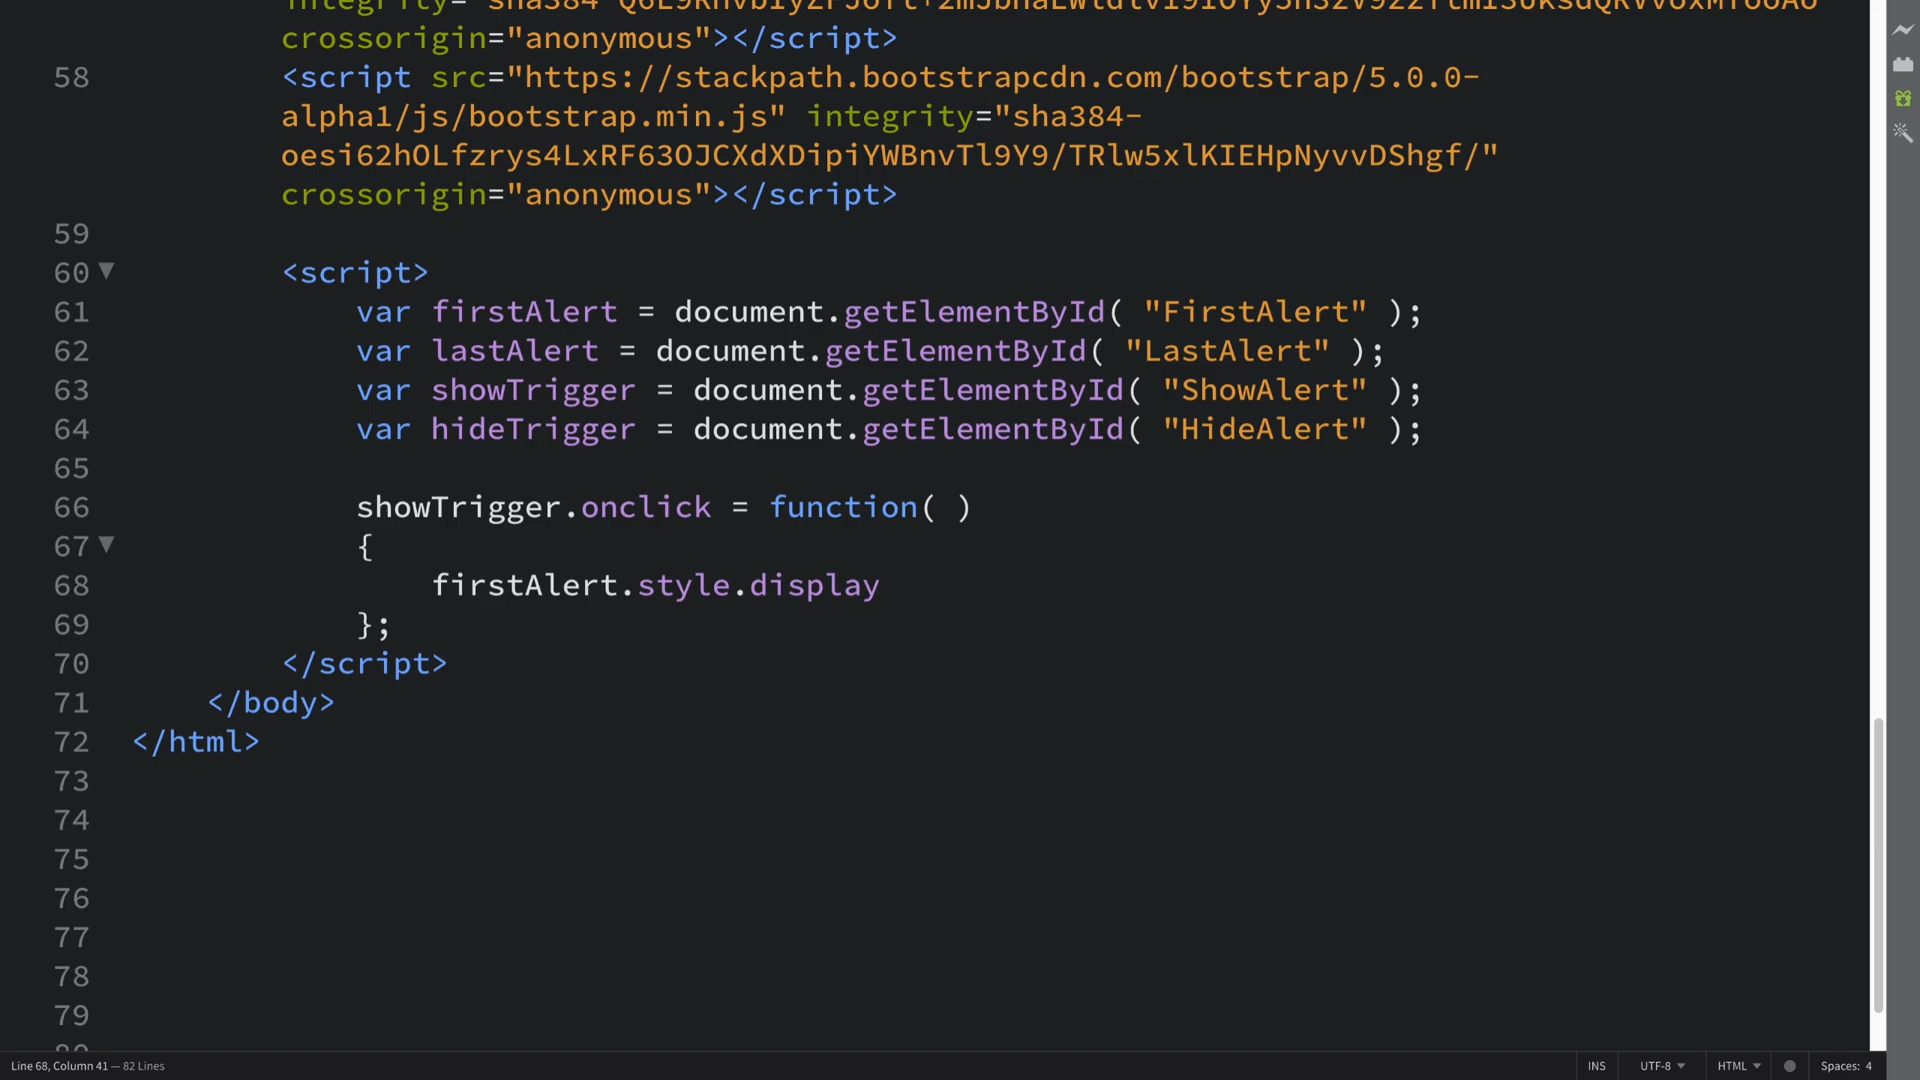 crossorigin="anonymous"></script>
58 <script src="https://stackpath.bootstrapcdn.com/bootstrap/5.0.0-
alpha1/js/bootstrap.min.js" integrity="sha384-
oesi62hOLfzrys4LxRF63OJCXdXDipiYWBnvTl9Y9/TRlw5xlKIEHpNyvvDShgf/"
crossorigin="anonymous"></script>
59
60 <script>
61 var firstAlert = document.getElementById( "FirstAlert" );
62 var lastAlert = document.getElementById( "LastAlert" );
63 var showTrigger = document.getElementById( "ShowAlert" );
64 var hideTrigger = document.getElementById( "HideAlert" );
65
66 showTrigger.onclick = function( )
67 {
68 firstAlert.style.display
69 };
70 </script>
71 </body>
72 </html>
73
74
75
76
77
78
79
Line 68, Column 41 — 82 Lines INS UTF-8 HTML Spaces: 4